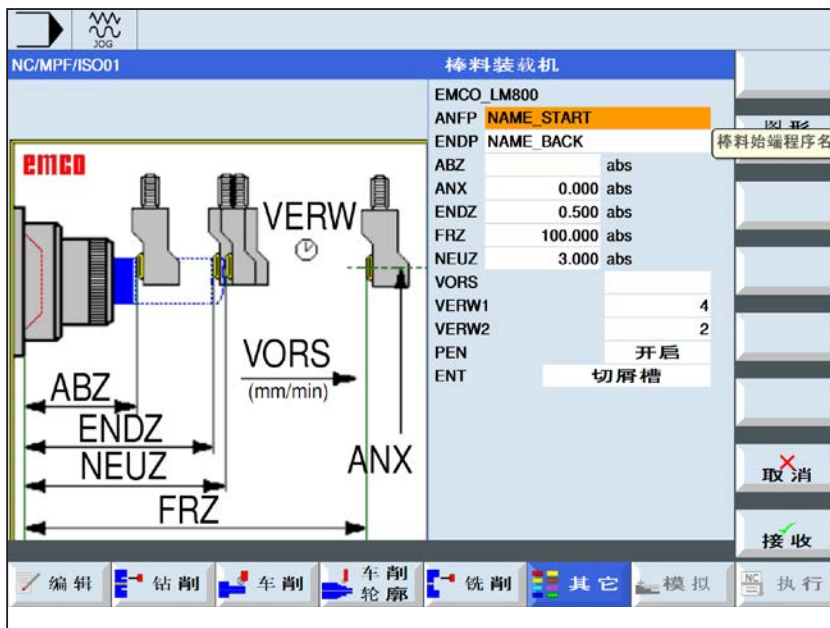 JOG
NC/MPF/ISO01
棒料装载机
EMCO_LM800
ANFP NAME_START
ENDP NAME_BACK
ABZ abs
ANX 0.000 abs
ENDZ 0.500 abs
FRZ 100.000 abs
NEUZ 3.000 abs
VORS
VERW1 4
VERW2 2
PEN 开启
ENT 切屑槽
emco
VERW
VORS
(mm/min)
ABZ
ENDZ
NEUZ
ANX
FRZ
图形
棒料始端程序名
取消
接收
编辑
钻削
车削
车削
轮廓
铣削
其它
模拟
NC
执行